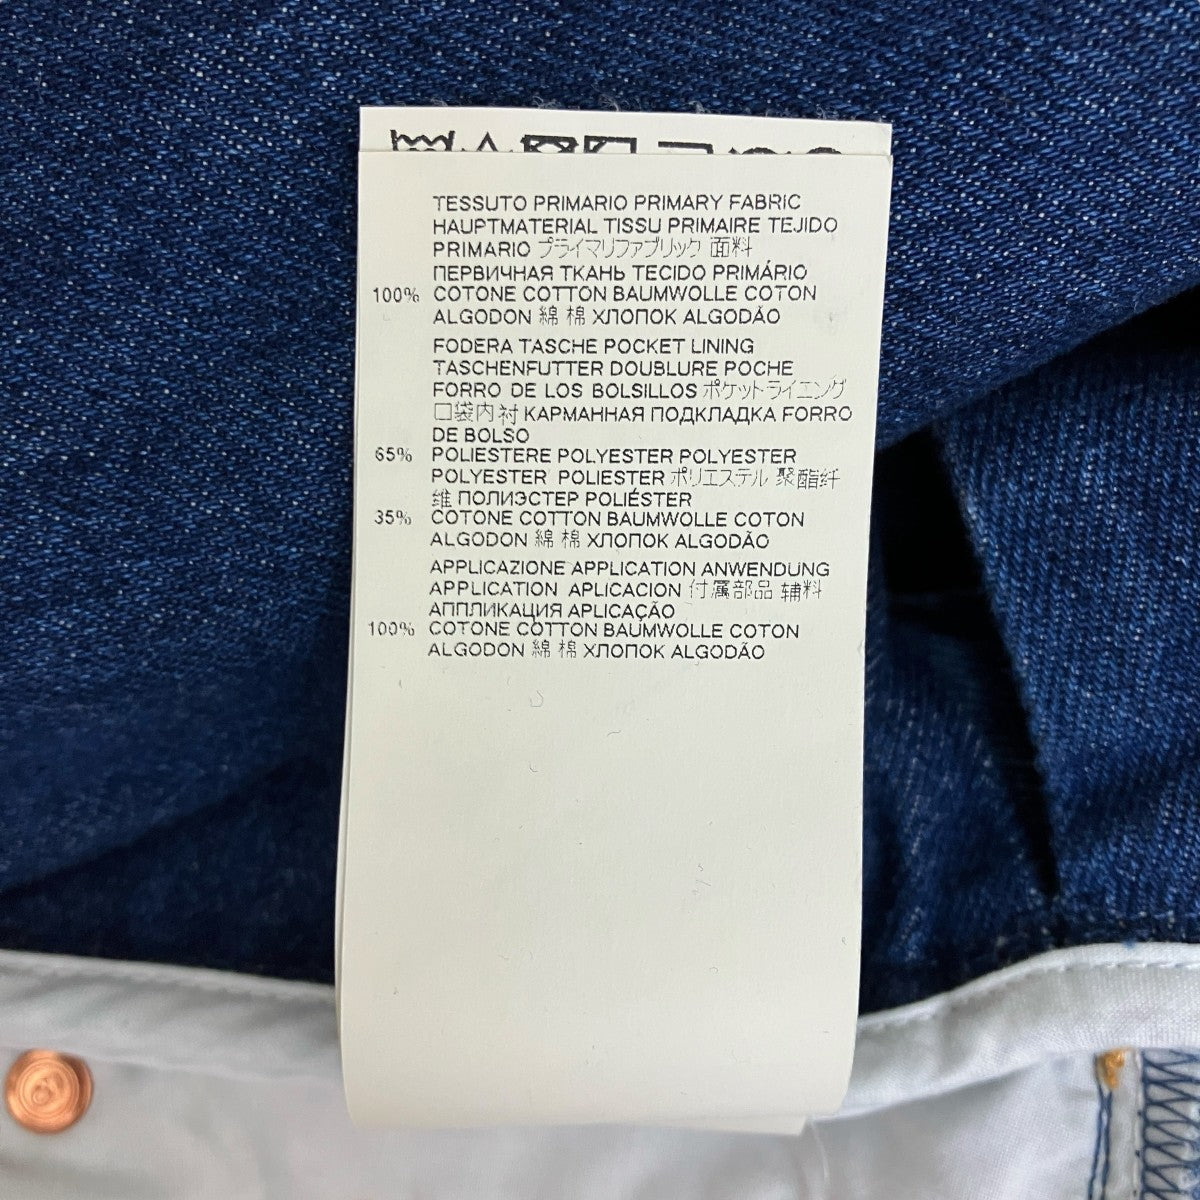 TESSUTO PRIMARIO PRIMARY FABRIC
HAUPTMATERIAL TISSU PRIMAIRE TEJIDO
PRIMARIO プライマリファブリック 面料
ПЕРВИЧНАЯ ТКАНЬ TECIDO PRIMÁRIO
100% COTONE COTTON BAUMWOLLE COTON
ALGODON 綿 棉 ХЛОПОК ALGODÃO
FODERA TASCHE POCKET LINING
TASCHENFUTTER DOUBLURE POCHE
FORRO DE LOS BOLSILLOS ポケットライニング
口袋内衬 КАРМАННАЯ ПОДКЛАДКА FORRO
DE BOLSO
65% POLIESTERE POLYESTER POLYESTER
POLYESTER POLIESTER ポリエステル 聚酯纤
维 ПОЛИЭСТЕР POLIÉSTER
35% COTONE COTTON BAUMWOLLE COTON
ALGODON 綿 棉 ХЛОПОК ALGODÃO
APPLICAZIONE APPLICATION ANWENDUNG
APPLICATION APLICACION 付属部品 辅料
АППЛИКАЦИЯ APLICAÇÃO
100% COTONE COTTON BAUMWOLLE COTON
ALGODON 綿 棉 ХЛОПОК ALGODÃO